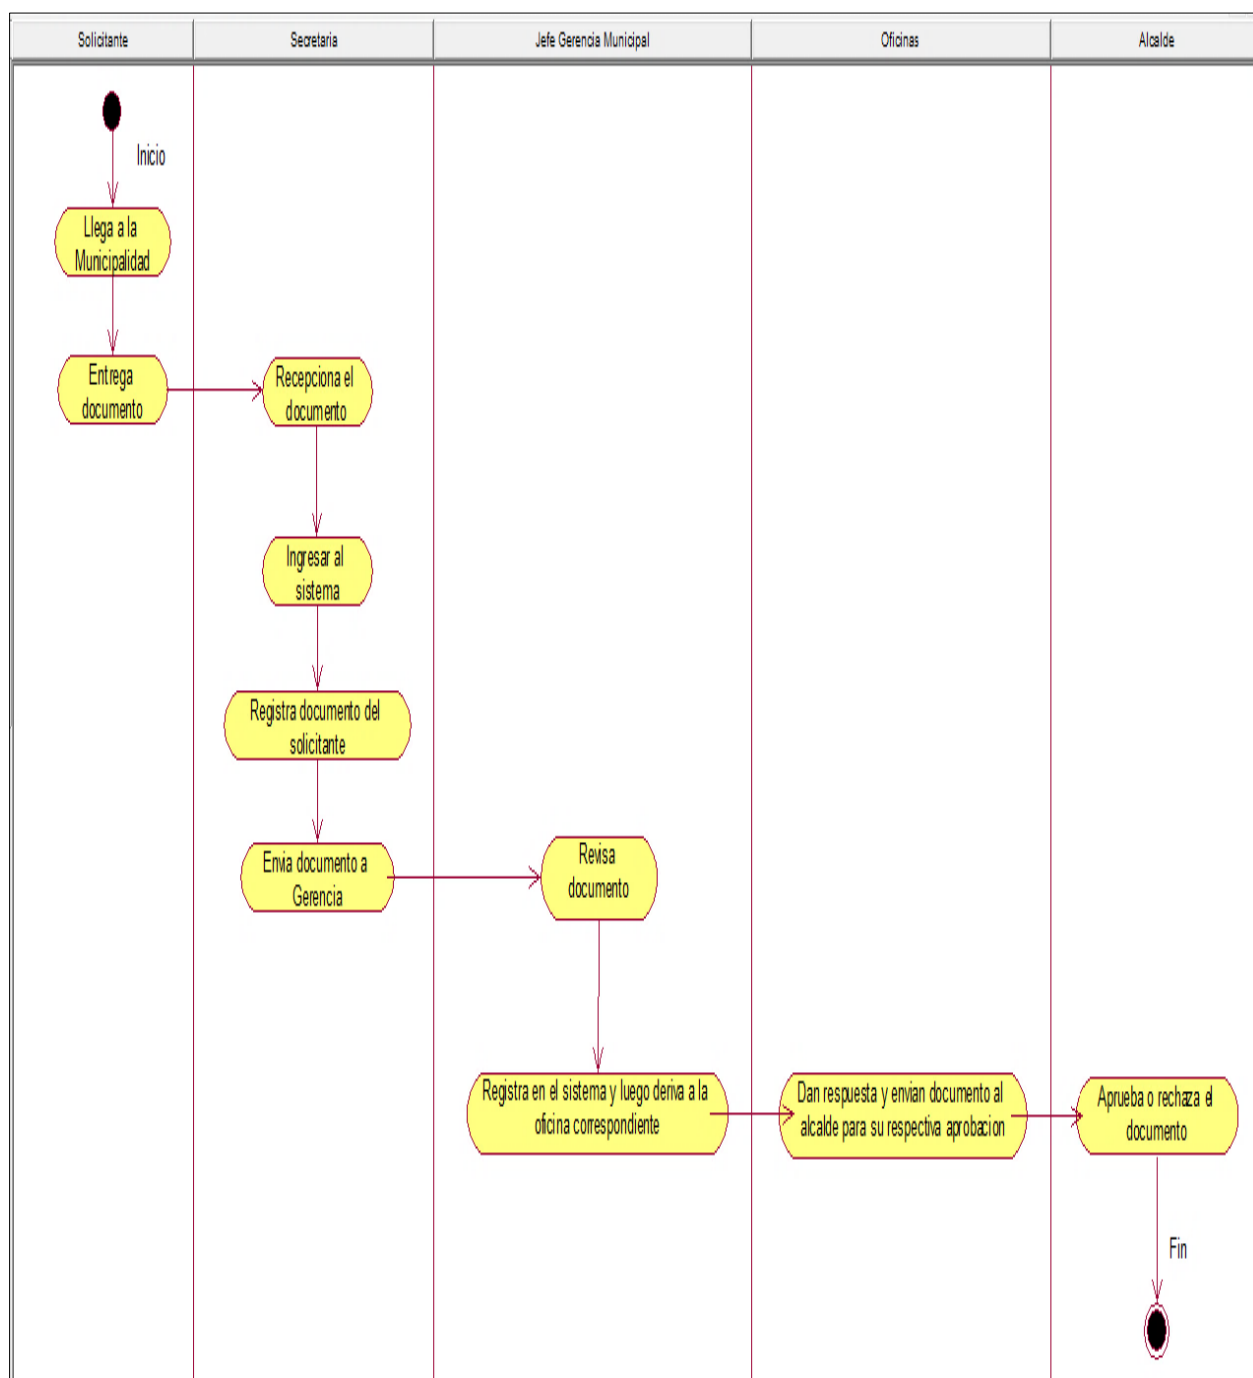 Solicitante
Secretaria
Jefe Gerencia Municipal
Oficinas
Alcalde
Inicio
Llega a la
Municipalidad
Entrega
documento
Recepciona el
documento
Ingresar al
sistema
Registra documento del
solicitante
Envia documento a
Gerencia
Revisa
documento
Registra en el sistema y luego deriva a la
oficina correspondiente
Dan respuesta y envian documento al
alcalde para su respectiva aprobacion
Aprueba o rechaza el
documento
Fin